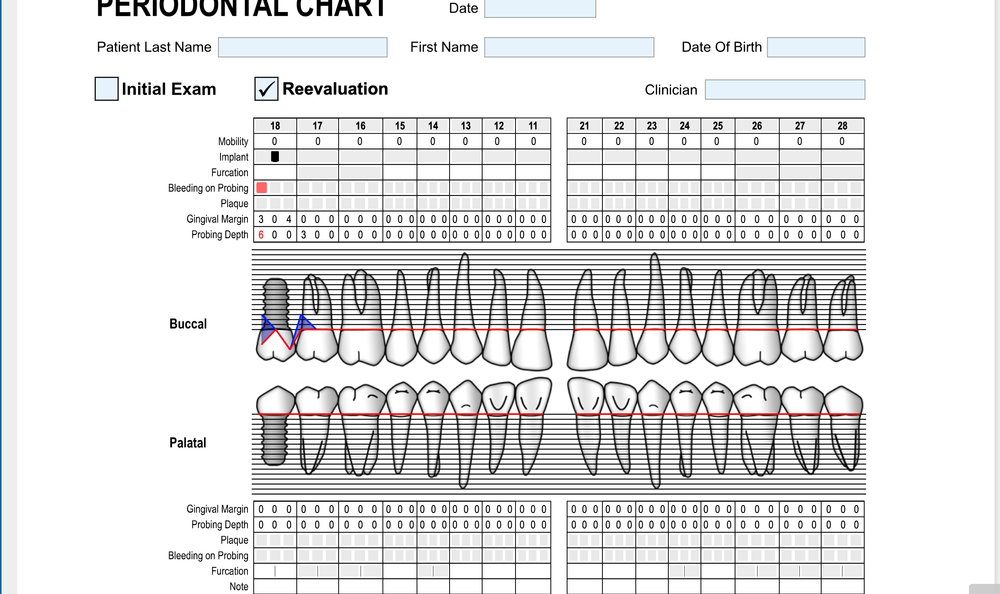 PERIODONTAL CHART Date
Patient Last Name First Name Date Of Birth
Initial Exam Reevaluation Clinician
18 17 16 15 14 13 12 11 21 22 23 24 25 26 27 28
Mobility 0 0 0 0 0 0 0 0 0 0 0 0 0 0 0 0
Implant
Furcation
Bleeding on Probing
Plaque
Gingival Margin 3 0 4 0 0 0 0 0 0 0 0 0 0 0 0 0 0 0 0 0 0 0 0 0 0 0 0 0 0 0 0 0 0 0 0 0 0 0 0 0 0 0 0 0 0 0 0 0
Probing Depth 6 0 0 3 0 0 0 0 0 0 0 0 0 0 0 0 0 0 0 0 0 0 0 0 0 0 0 0 0 0 0 0 0 0 0 0 0 0 0 0 0 0 0 0 0 0 0 0
Buccal
Palatal
Gingival Margin 0 0 0 0 0 0 0 0 0 0 0 0 0 0 0 0 0 0 0 0 0 0 0 0 0 0 0 0 0 0 0 0 0 0 0 0 0 0 0 0 0 0 0 0 0 0 0 0
Probing Depth 0 0 0 0 0 0 0 0 0 0 0 0 0 0 0 0 0 0 0 0 0 0 0 0 0 0 0 0 0 0 0 0 0 0 0 0 0 0 0 0 0 0 0 0 0 0 0 0
Plaque
Bleeding on Probing
Furcation
Note